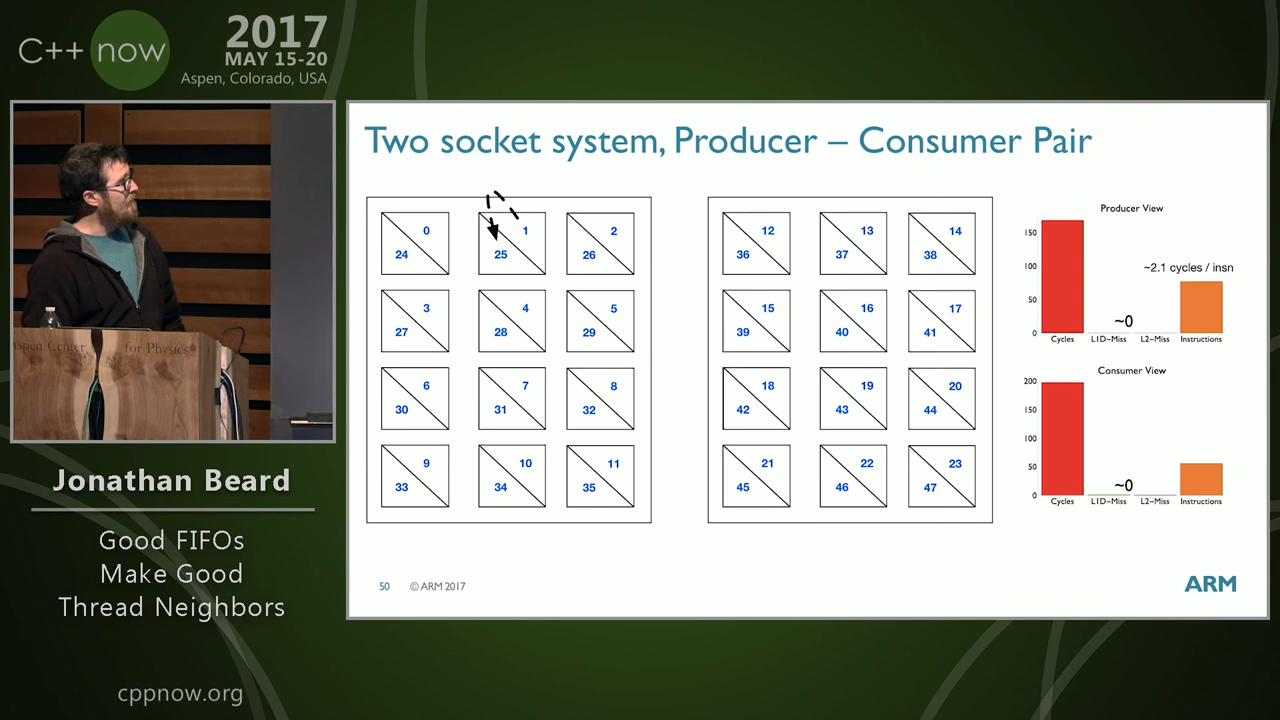 C++ now
2017
MAY 15-20
Aspen, Colorado, USA
Aspen Center for Physics
Jonathan Beard
Good FIFOs
Make Good
Thread Neighbors
cppnow.org
Two socket system, Producer – Consumer Pair
0 1 2
24 25 26
3 4 5
27 28 29
6 7 8
30 31 32
9 10 11
33 34 35
12 13 14
36 37 38
15 16 17
39 40 41
18 19 20
42 43 44
21 22 23
45 46 47
Producer View
150
100
50
0
~2.1 cycles / insn
~0
Cycles L1D-Miss L2-Miss Instructions
Consumer View
200
150
100
50
0
~0
Cycles L1D-Miss L2-Miss Instructions
50 © ARM 2017
ARM